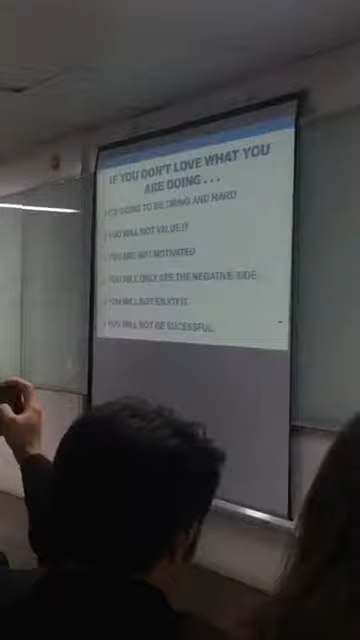 IF YOU DON'T LOVE WHAT YOU
ARE DOING...
IT'S GOING TO BE TIRING AND HARD
YOU WILL NOT VALUE IT
YOU ARE NOT MOTIVATED
YOU WILL ONLY SEE THE NEGATIVE SIDE
YOU WILL NOT ENJOY IT
YOU WILL NOT BE SUCESSFUL